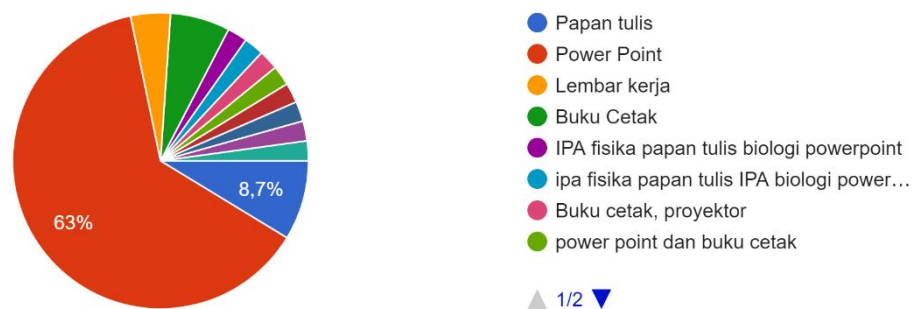 63%
8,7%
Papan tulis
Power Point
Lembar kerja
Buku Cetak
IPA fisika papan tulis biologi powerpoint
ipa fisika papan tulis IPA biologi power…
Buku cetak, proyektor
power point dan buku cetak
1/2